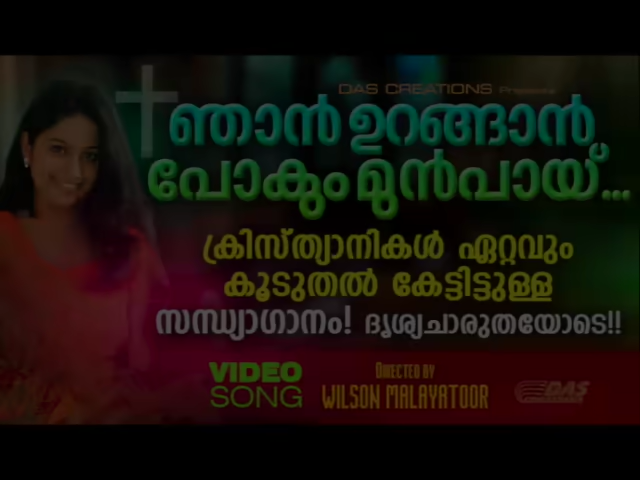 DAS CREATIONS Presents
ഞാൻ ഉറങ്ങാൻ
പോകും മുൻപായ്...
ക്രിസ്ത്യാനികൾ ഏറ്റവും
കൂടുതൽ കേട്ടിട്ടുള്ള
സന്ധ്യാഗാനം! ദൃശ്യചാരുതയോടെ!!
VIDEO
SONG
DIRECTED BY
WILSON MALAYATOOR
DAS